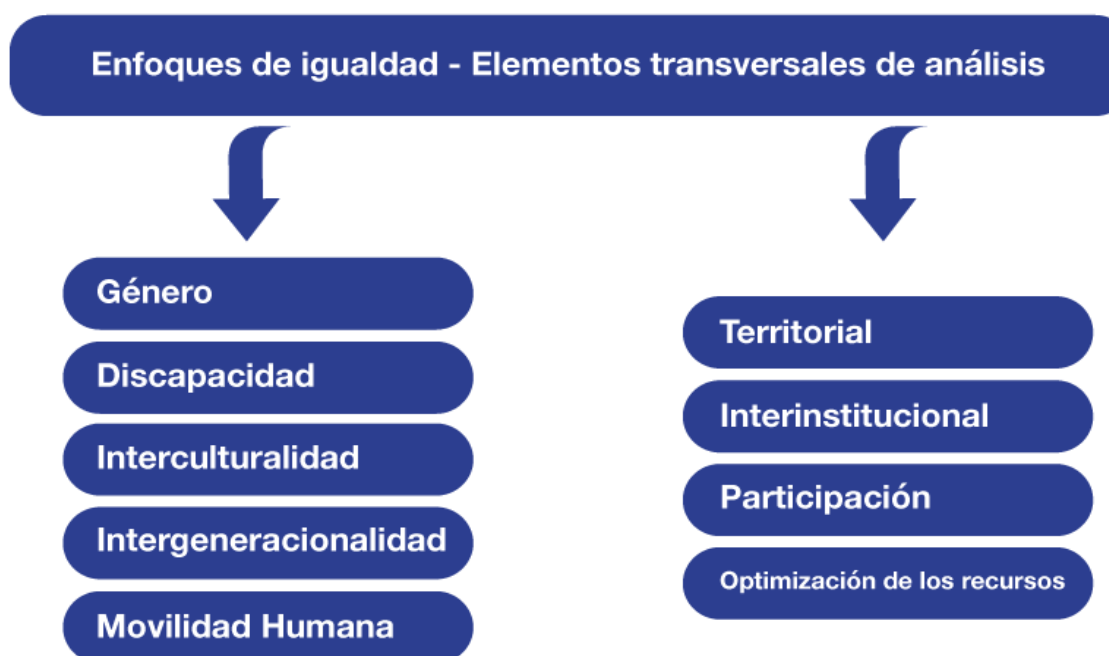 Enfoques de igualdad - Elementos transversales de análisis
Género
Discapacidad
Interculturalidad
Intergeneracionalidad
Movilidad Humana
Territorial
Interinstitucional
Participación
Optimización de los recursos